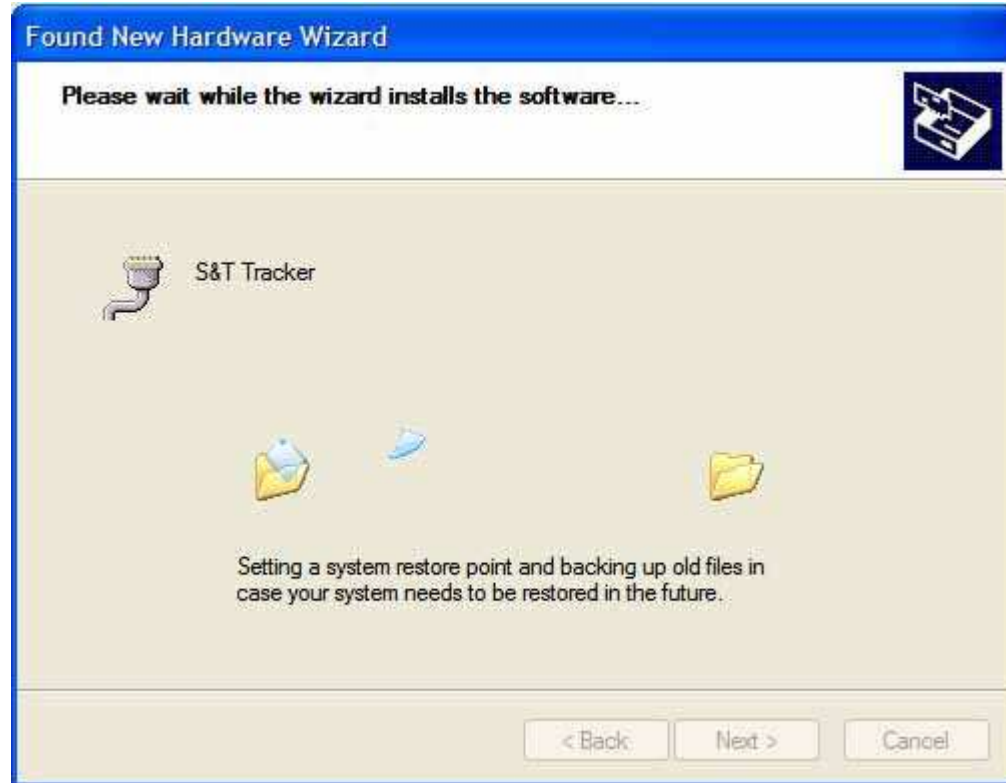 Found New Hardware Wizard
Please wait while the wizard installs the software...
S&T Tracker
Setting a system restore point and backing up old files in
case your system needs to be restored in the future.
< Back
Next >
Cancel